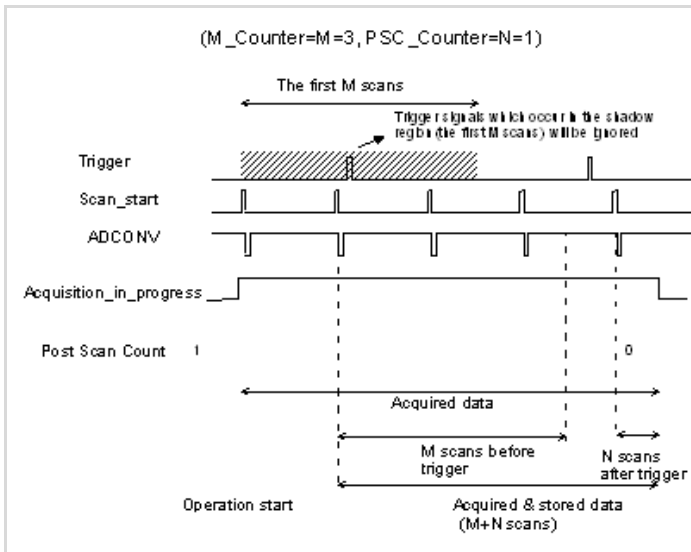 (M_Counter=M=3, PSC_Counter=N=1)
The first M scans
Trigger signals which occur in the shadow
region (the first M scans) will be ignored
Trigger
Scan_start
ADCONV
Acquisition_in_progress
Post Scan Count 1 0
Acquired data
M scans before
trigger
N scans
after trigger
Operation start
Acquired & stored data
(M+N scans)